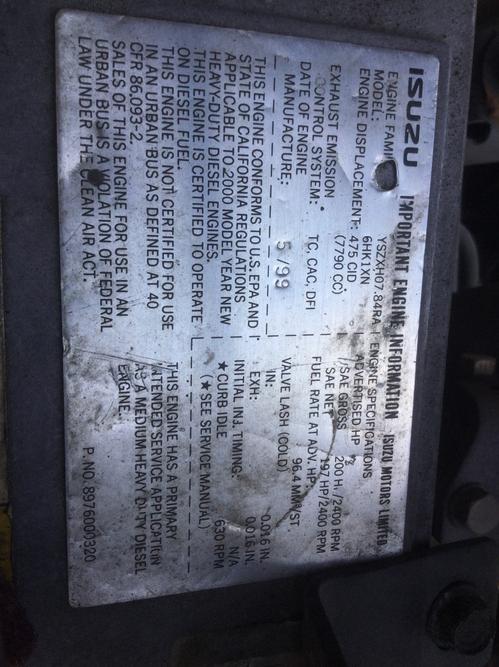 ISUZU IMPORTANT ENGINE INFORMATION ISUZU MOTORS LIMITED
ENGINE FAMILY YSZXH07.84RA
MODEL: 6HK1XN
ENGINE DISPLACEMENT: 475 CID
(7790 CC)
EXHAUST EMISSION
CONTROL SYSTEM: TC, CAC, DFI
DATE OF ENGINE
MANUFACTURE: 5/99
THIS ENGINE CONFORMS TO U.S. EPA AND
STATE OF CALIFORNIA REGULATIONS
APPLICABLE TO 2000 MODEL YEAR NEW
HEAVY-DUTY DIESEL ENGINES.
THIS ENGINE IS CERTIFIED TO OPERATE
ON DIESEL FUEL.
THIS ENGINE IS NOT CERTIFIED FOR USE
IN AN URBAN BUS AS DEFINED AT 40
CFR 86.093-2.
SALES OF THIS ENGINE FOR USE IN AN
URBAN BUS IS A VIOLATION OF FEDERAL
LAW UNDER THE CLEAN AIR ACT.
ENGINE SPECIFICATIONS
ADVERTISED HP
/SAE GROSS 200 H./2400 RPM
SAE NET 197 HP/2400 RPM
FUEL RATE AT ADV. HP:
96.4 MM³/ST
VALVE LASH (COLD)
IN: 0.016 IN.
EXH: 0.016 IN.
INITIAL INJ. TIMING: N/A
★CURB IDLE 630 RPM
(★SEE SERVICE MANUAL)
THIS ENGINE HAS A PRIMARY
INTENDED SERVICE APPLICATION
AS A MEDIUM HEAVY DUTY DIESEL
ENGINE.
P. NO. 8976000320